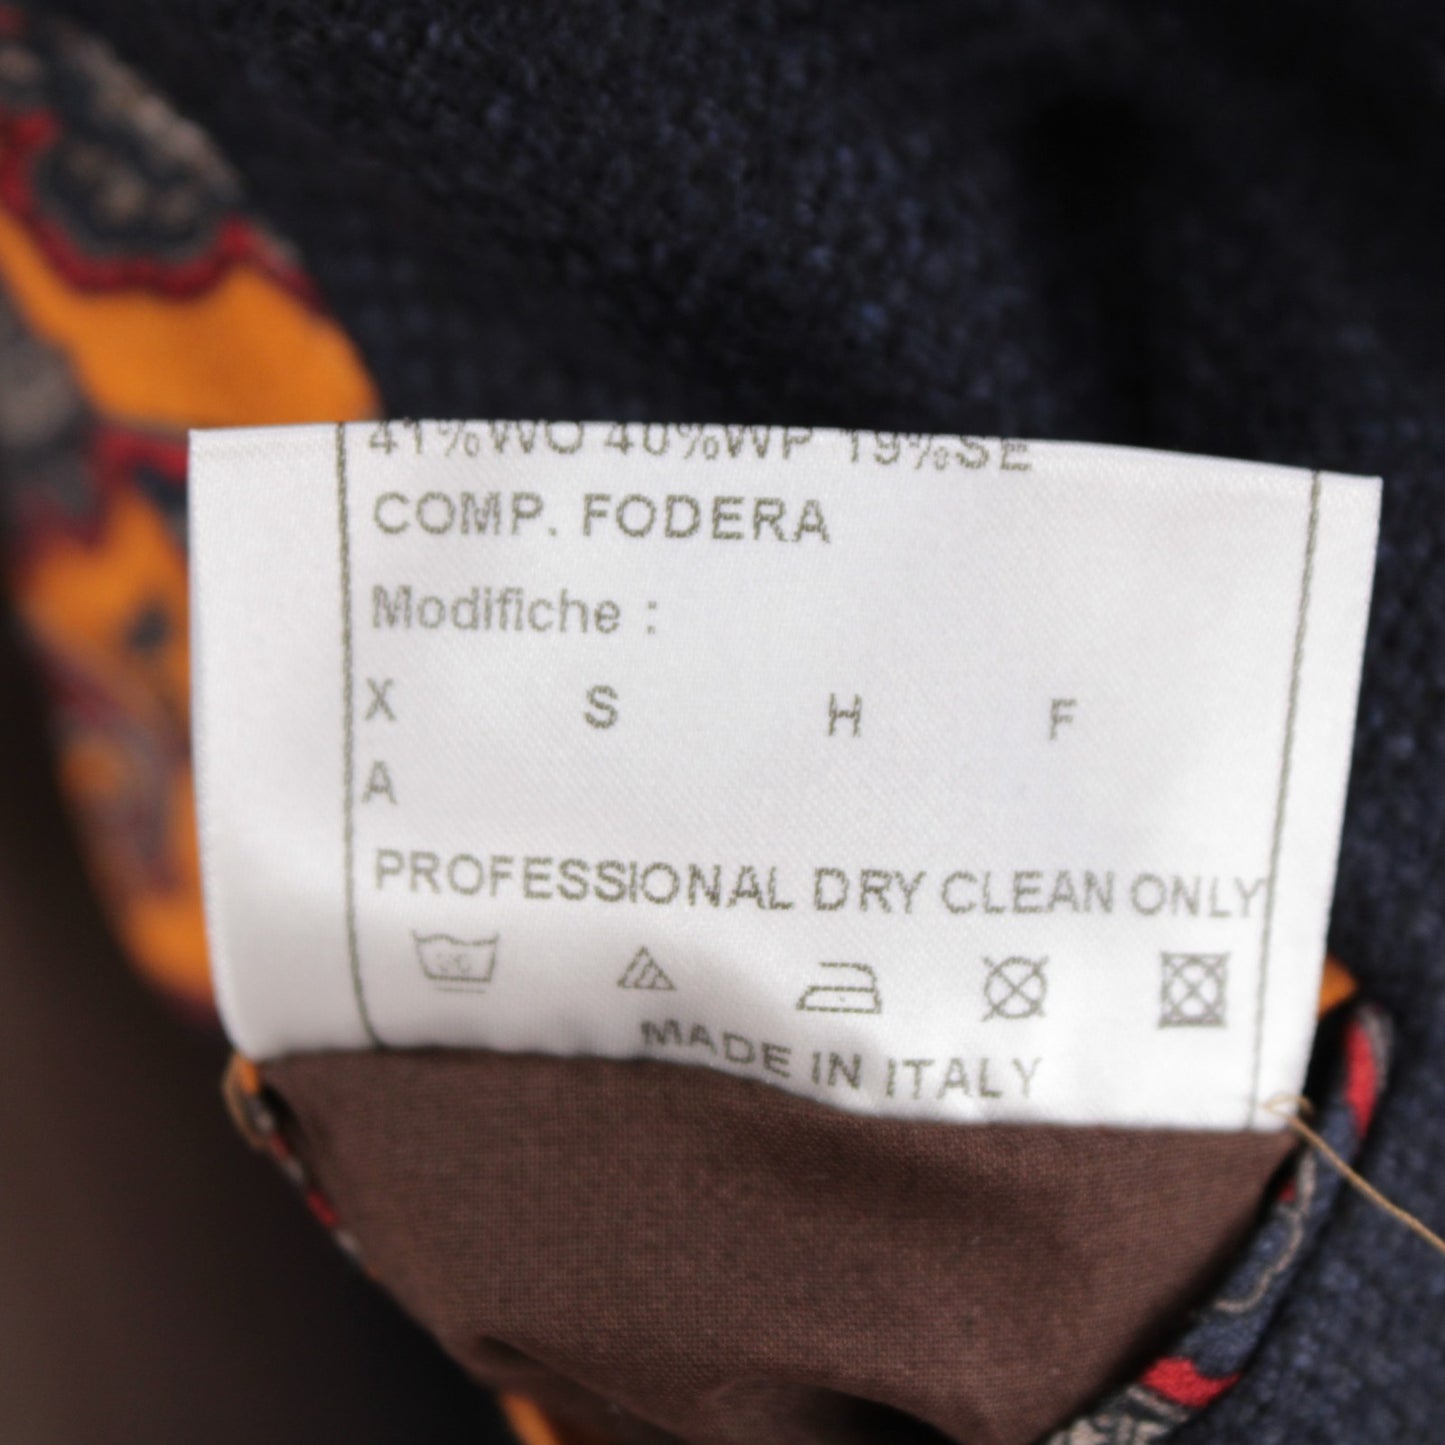 41%WO 40%WP 19%SE
COMP. FODERA
Modifiche :
X S H F
A
PROFESSIONAL DRY CLEAN ONLY
MADE IN ITALY